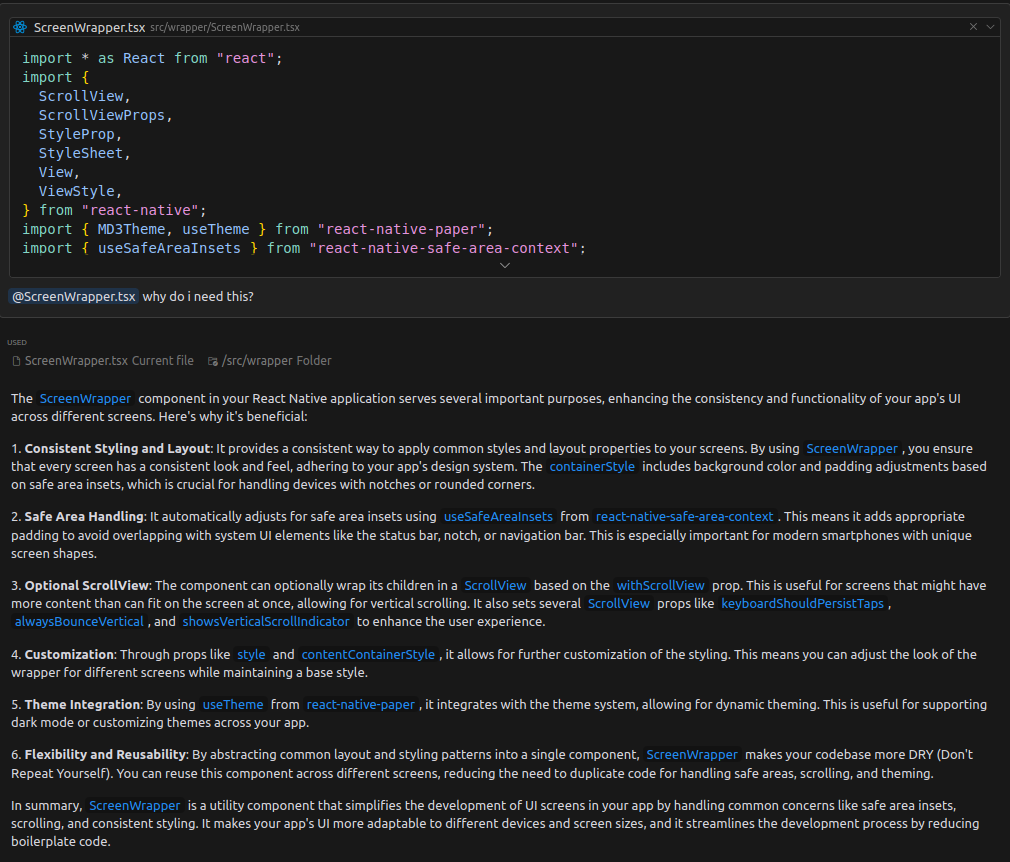 ScreenWrapper.tsx src/wrapper/ScreenWrapper.tsx
import * as React from "react";
import {
  ScrollView,
  ScrollViewProps,
  StyleProp,
  StyleSheet,
  View,
  ViewStyle,
} from "react-native";
import { MD3Theme, useTheme } from "react-native-paper";
import { useSafeAreaInsets } from "react-native-safe-area-context";
@ScreenWrapper.tsx why do i need this?
USED
ScreenWrapper.tsx Current file /src/wrapper Folder
The ScreenWrapper component in your React Native application serves several important purposes, enhancing the consistency and functionality of your app's UI
across different screens. Here's why it's beneficial:
1. Consistent Styling and Layout: It provides a consistent way to apply common styles and layout properties to your screens. By using ScreenWrapper , you ensure
that every screen has a consistent look and feel, adhering to your app's design system. The containerStyle includes background color and padding adjustments based
on safe area insets, which is crucial for handling devices with notches or rounded corners.
2. Safe Area Handling: It automatically adjusts for safe area insets using useSafeAreaInsets from react-native-safe-area-context . This means it adds appropriate
padding to avoid overlapping with system UI elements like the status bar, notch, or navigation bar. This is especially important for modern smartphones with unique
screen shapes.
3. Optional ScrollView: The component can optionally wrap its children in a ScrollView based on the withScrollView prop. This is useful for screens that might have
more content than can fit on the screen at once, allowing for vertical scrolling. It also sets several ScrollView props like keyboardShouldPersistTaps ,
alwaysBounceVertical , and showsVerticalScrollIndicator to enhance the user experience.
4. Customization: Through props like style and contentContainerStyle , it allows for further customization of the styling. This means you can adjust the look of the
wrapper for different screens while maintaining a base style.
5. Theme Integration: By using useTheme from react-native-paper , it integrates with the theme system, allowing for dynamic theming. This is useful for supporting
dark mode or customizing themes across your app.
6. Flexibility and Reusability: By abstracting common layout and styling patterns into a single component, ScreenWrapper makes your codebase more DRY (Don't
Repeat Yourself). You can reuse this component across different screens, reducing the need to duplicate code for handling safe areas, scrolling, and theming.
In summary, ScreenWrapper is a utility component that simplifies the development of UI screens in your app by handling common concerns like safe area insets,
scrolling, and consistent styling. It makes your app's UI more adaptable to different devices and screen sizes, and it streamlines the development process by reducing
boilerplate code.